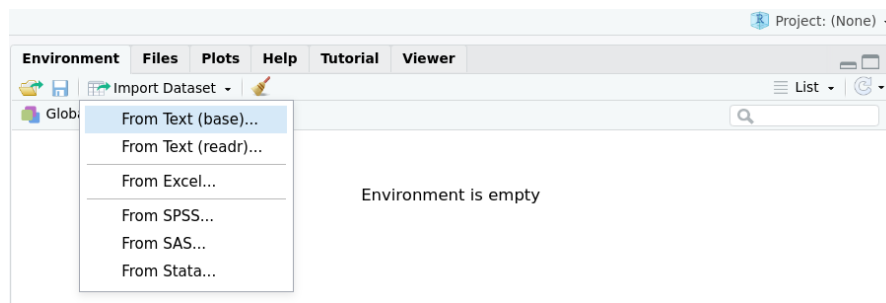 Project: (None)
Environment Files Plots Help Tutorial Viewer
Import Dataset List
From Text (base)...
From Text (readr)...
From Excel...
Environment is empty
From SPSS...
From SAS...
From Stata...